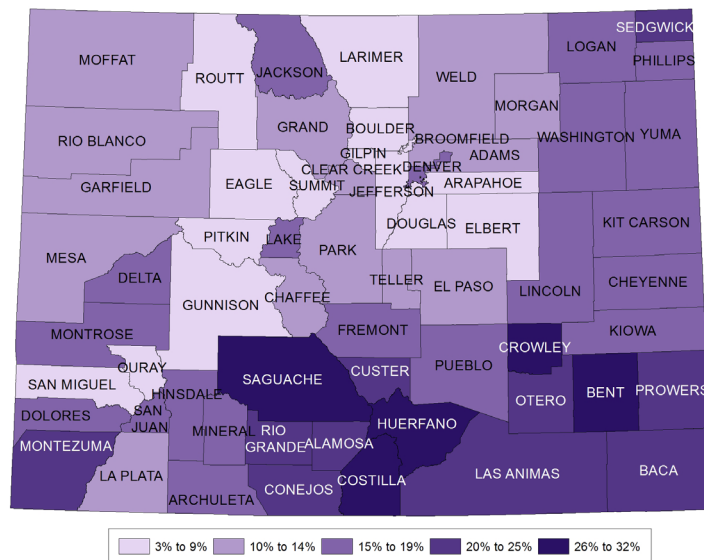 SEDGWICK
LARIMER
LOGAN
MOFFAT
PHILLIPS
JACKSON
ROUTT
WELD
MORGAN
GRAND
BOULDER
RIO BLANCO
BROOMFIELD
WASHINGTON
YUMA
GILPIN
ADAMS
CLEAR CREEK
DENVER
GARFIELD
EAGLE
SUMMIT
JEFFERSON
ARAPAHOE
DOUGLAS
KIT CARSON
ELBERT
PITKIN
LAKE
PARK
MESA
DELTA
TELLER
CHEYENNE
EL PASO
LINCOLN
CHAFFEE
GUNNISON
FREMONT
KIOWA
MONTROSE
CROWLEY
OURAY
CUSTER
PUEBLO
SAGUACHE
SAN MIGUEL
HINSDALE
BENT
PROWERS
OTERO
DOLORES
SAN
JUAN
HUERFANO
MINERAL
RIO
GRANDE
ALAMOSA
MONTEZUMA
LA PLATA
COSTILLA
LAS ANIMAS
BACA
CONEJOS
ARCHULETA
3% to 9%
10% to 14%
15% to 19%
20% to 25%
26% to 32%